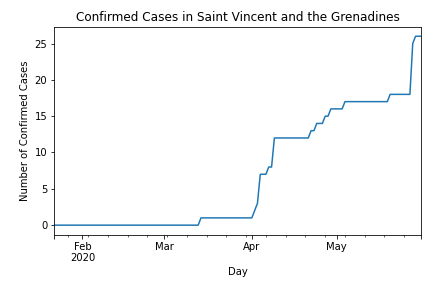 Confirmed Cases in Saint Vincent and the Grenadines
Number of Confirmed Cases
25
20
15
10
5
0
Feb
2020
Mar
Apr
May
Day